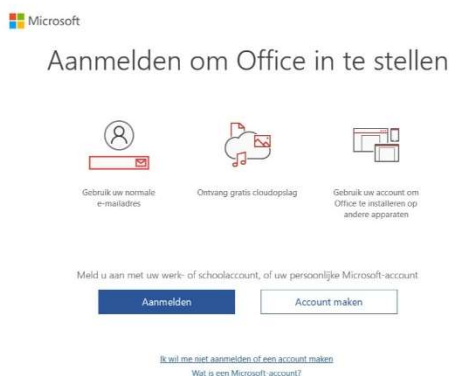 Microsoft
Aanmelden om Office in te stellen
Gebruik uw normale
e-mailadres
Ontvang gratis cloudopslag
Gebruik uw account om
Office te installeren op
andere apparaten
Meld u aan met uw werk- of schoolaccount, of uw persoonlijke Microsoft-account
Aanmelden
Account maken
Ik wil me niet aanmelden of een account maken
Wat is een Microsoft-account?